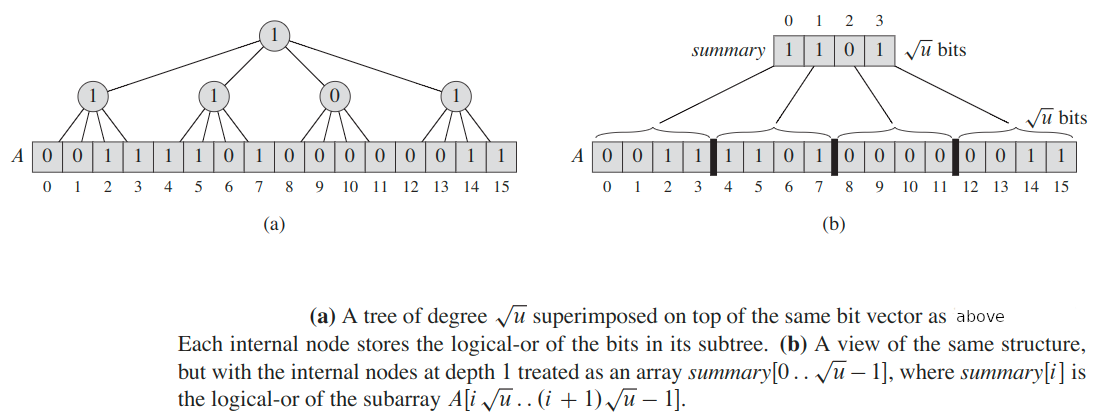 1
1 1 0 1
A 0 0 1 1 1 1 0 1 0 0 0 0 0 0 1 1
0 1 2 3 4 5 6 7 8 9 10 11 12 13 14 15
(a)
0 1 2 3
summary 1 1 0 1 √u bits
√u bits
A 0 0 1 1 1 1 0 1 0 0 0 0 0 0 1 1
0 1 2 3 4 5 6 7 8 9 10 11 12 13 14 15
(b)
(a) A tree of degree √u superimposed on top of the same bit vector as above
Each internal node stores the logical-or of the bits in its subtree. (b) A view of the same structure,
but with the internal nodes at depth 1 treated as an array summary[0 . . √u − 1], where summary[i] is
the logical-or of the subarray A[i √u . . (i + 1)√u − 1].